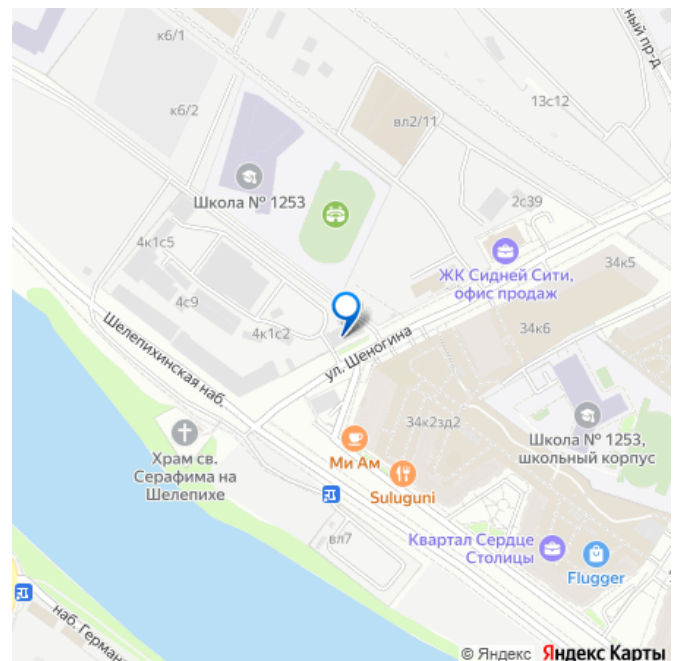 к6/1
ный пр-д
13с12
к6/2
вл2/11
Школа № 1253
2с39
4к1с5
ЖК Сидней Сити,
офис продаж
34к5
4с9
4к1с2
34к6
ул. Шеногина
Шелепихинская наб.
34к2зд2
Храм св.
Серафима на
Шелепихе
Ми Ам
Школа № 1253,
школьный корпус
Suluguni
вл7
Квартал Сердце
Столицы
Flugger
наб. Герман
© Яндекс Яндекс Карты